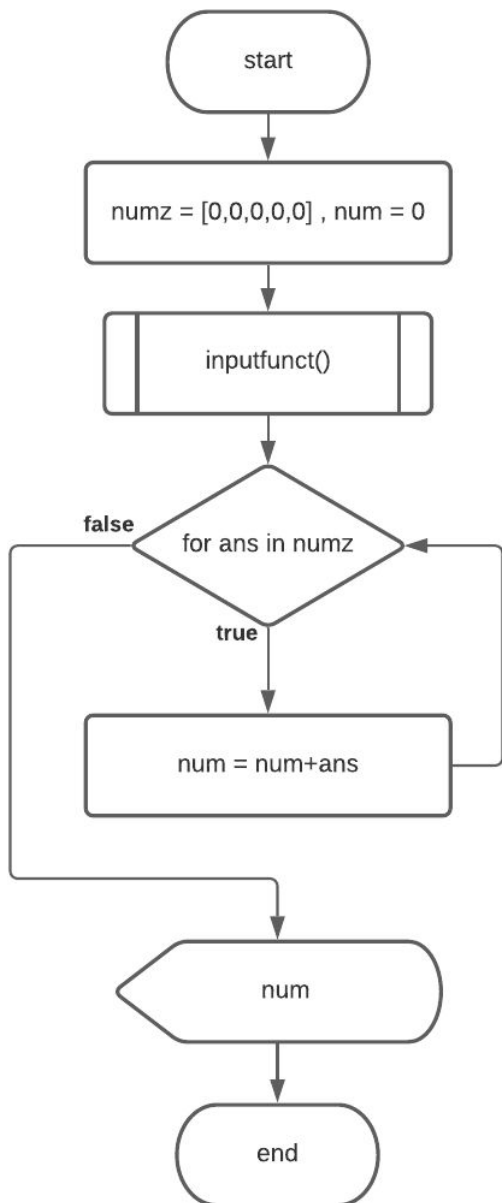 start
numz = [0,0,0,0,0] , num = 0
inputfunct()
false
for ans in numz
true
num = num+ans
num
end